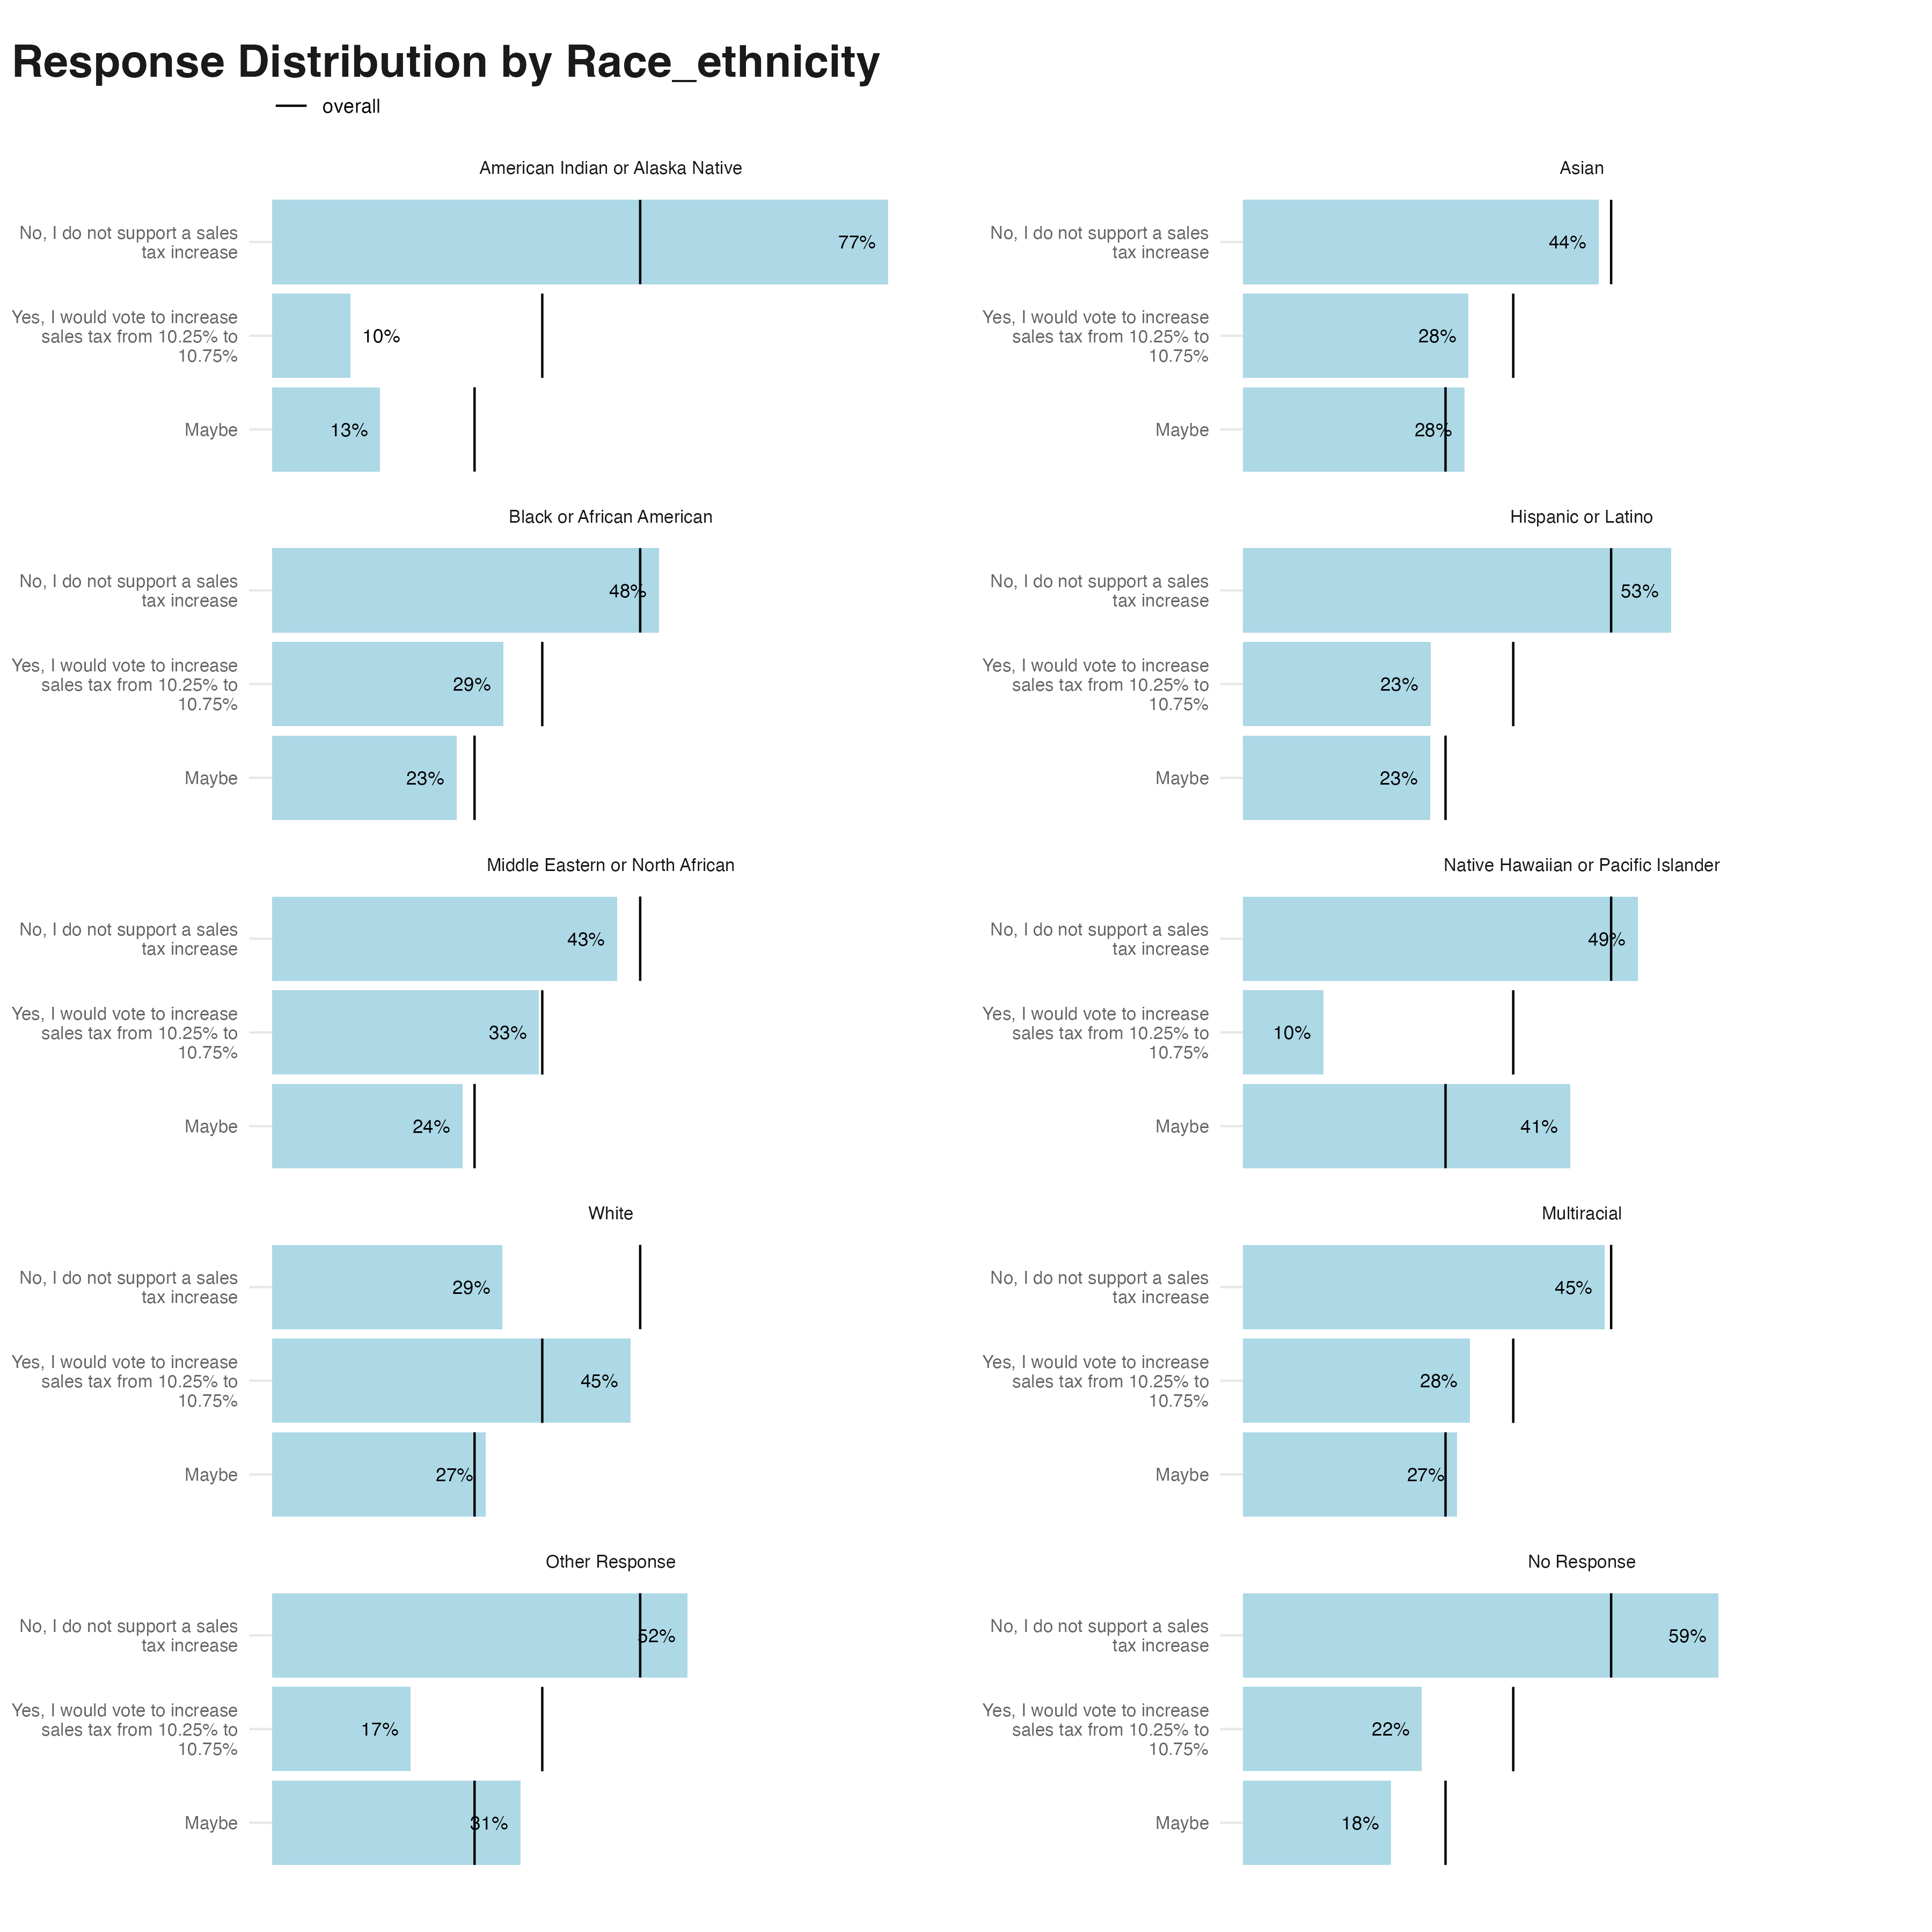 Response Distribution by Race_ethnicity
overall
American Indian or Alaska Native
No, I do not support a sales
tax increase
77%
Yes, I would vote to increase
sales tax from 10.25% to
10.75%
10%
Maybe
13%
Asian
No, I do not support a sales
tax increase
44%
Yes, I would vote to increase
sales tax from 10.25% to
10.75%
28%
Maybe
28%
Black or African American
No, I do not support a sales
tax increase
48%
Yes, I would vote to increase
sales tax from 10.25% to
10.75%
29%
Maybe
23%
Hispanic or Latino
No, I do not support a sales
tax increase
53%
Yes, I would vote to increase
sales tax from 10.25% to
10.75%
23%
Maybe
23%
Middle Eastern or North African
No, I do not support a sales
tax increase
43%
Yes, I would vote to increase
sales tax from 10.25% to
10.75%
33%
Maybe
24%
Native Hawaiian or Pacific Islander
No, I do not support a sales
tax increase
49%
Yes, I would vote to increase
sales tax from 10.25% to
10.75%
10%
Maybe
41%
White
No, I do not support a sales
tax increase
29%
Yes, I would vote to increase
sales tax from 10.25% to
10.75%
45%
Maybe
27%
Multiracial
No, I do not support a sales
tax increase
45%
Yes, I would vote to increase
sales tax from 10.25% to
10.75%
28%
Maybe
27%
Other Response
No, I do not support a sales
tax increase
52%
Yes, I would vote to increase
sales tax from 10.25% to
10.75%
17%
Maybe
31%
No Response
No, I do not support a sales
tax increase
59%
Yes, I would vote to increase
sales tax from 10.25% to
10.75%
22%
Maybe
18%